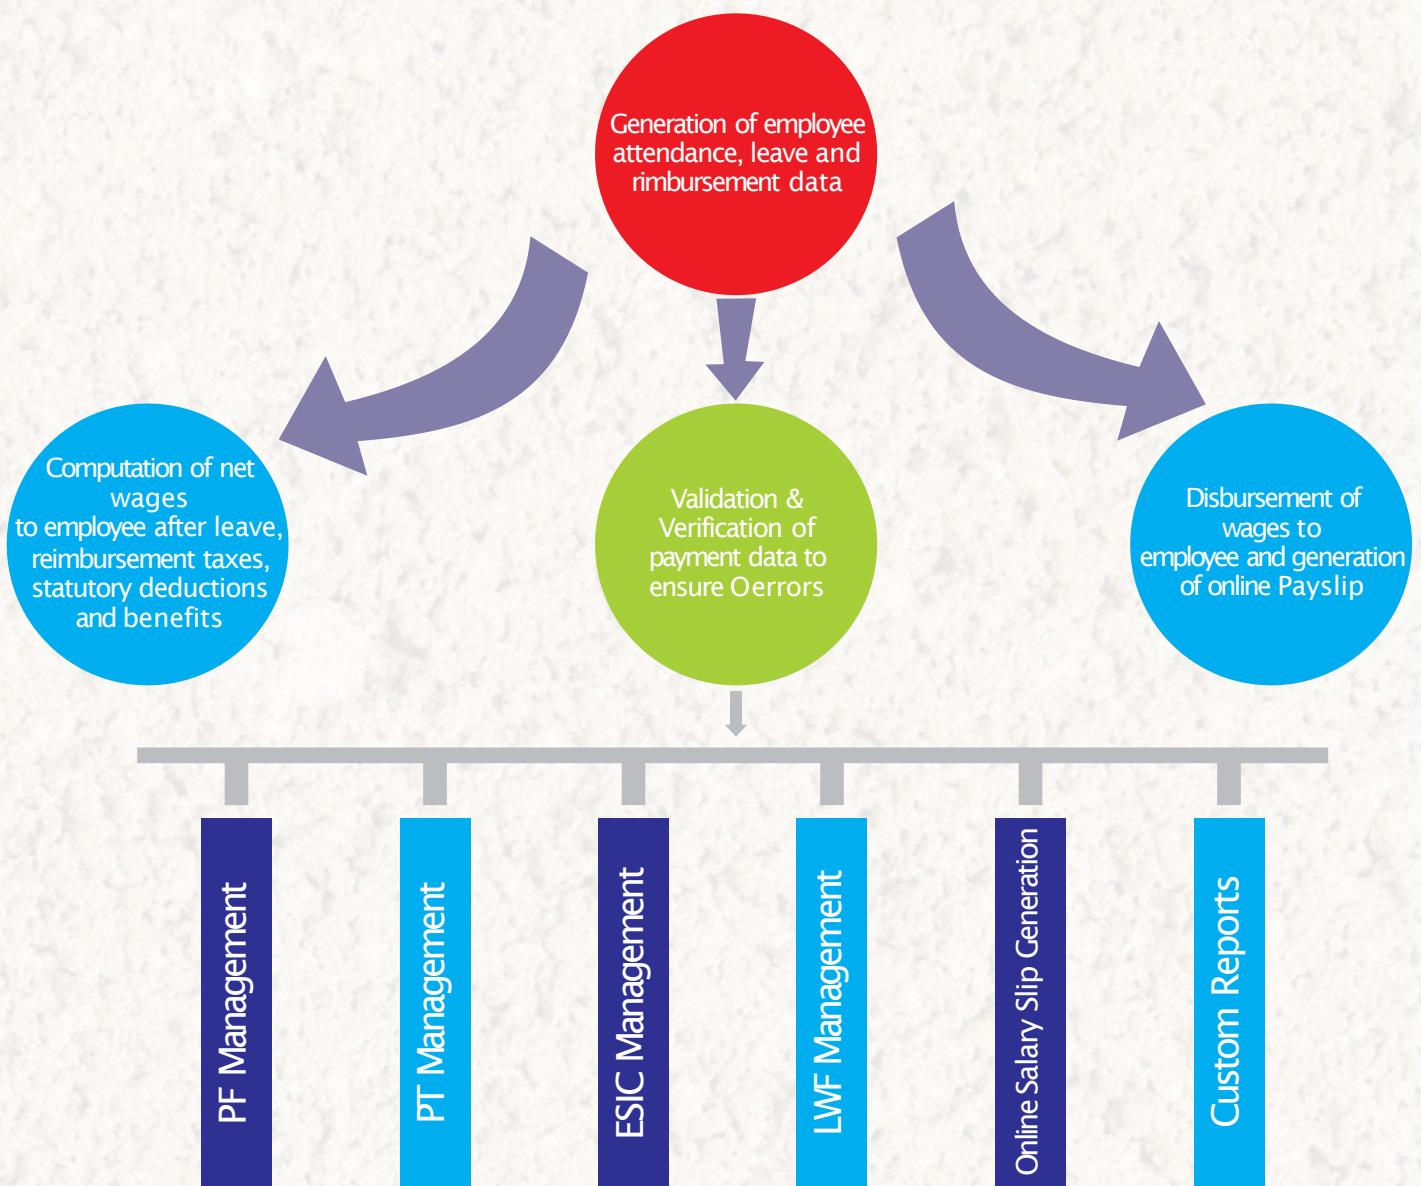 Generation of employee
attendance, leave and
rimbursement data
Computation of net
wages
to employee after leave,
reimbursement taxes,
statutory deductions
and benefits
Validation &
Verification of
payment data to
ensure Oerrors
Disbursement of
wages to
employee and generation
of online Payslip
PF Management
PT Management
ESIC Management
LWF Management
Online Salary Slip Generation
Custom Reports